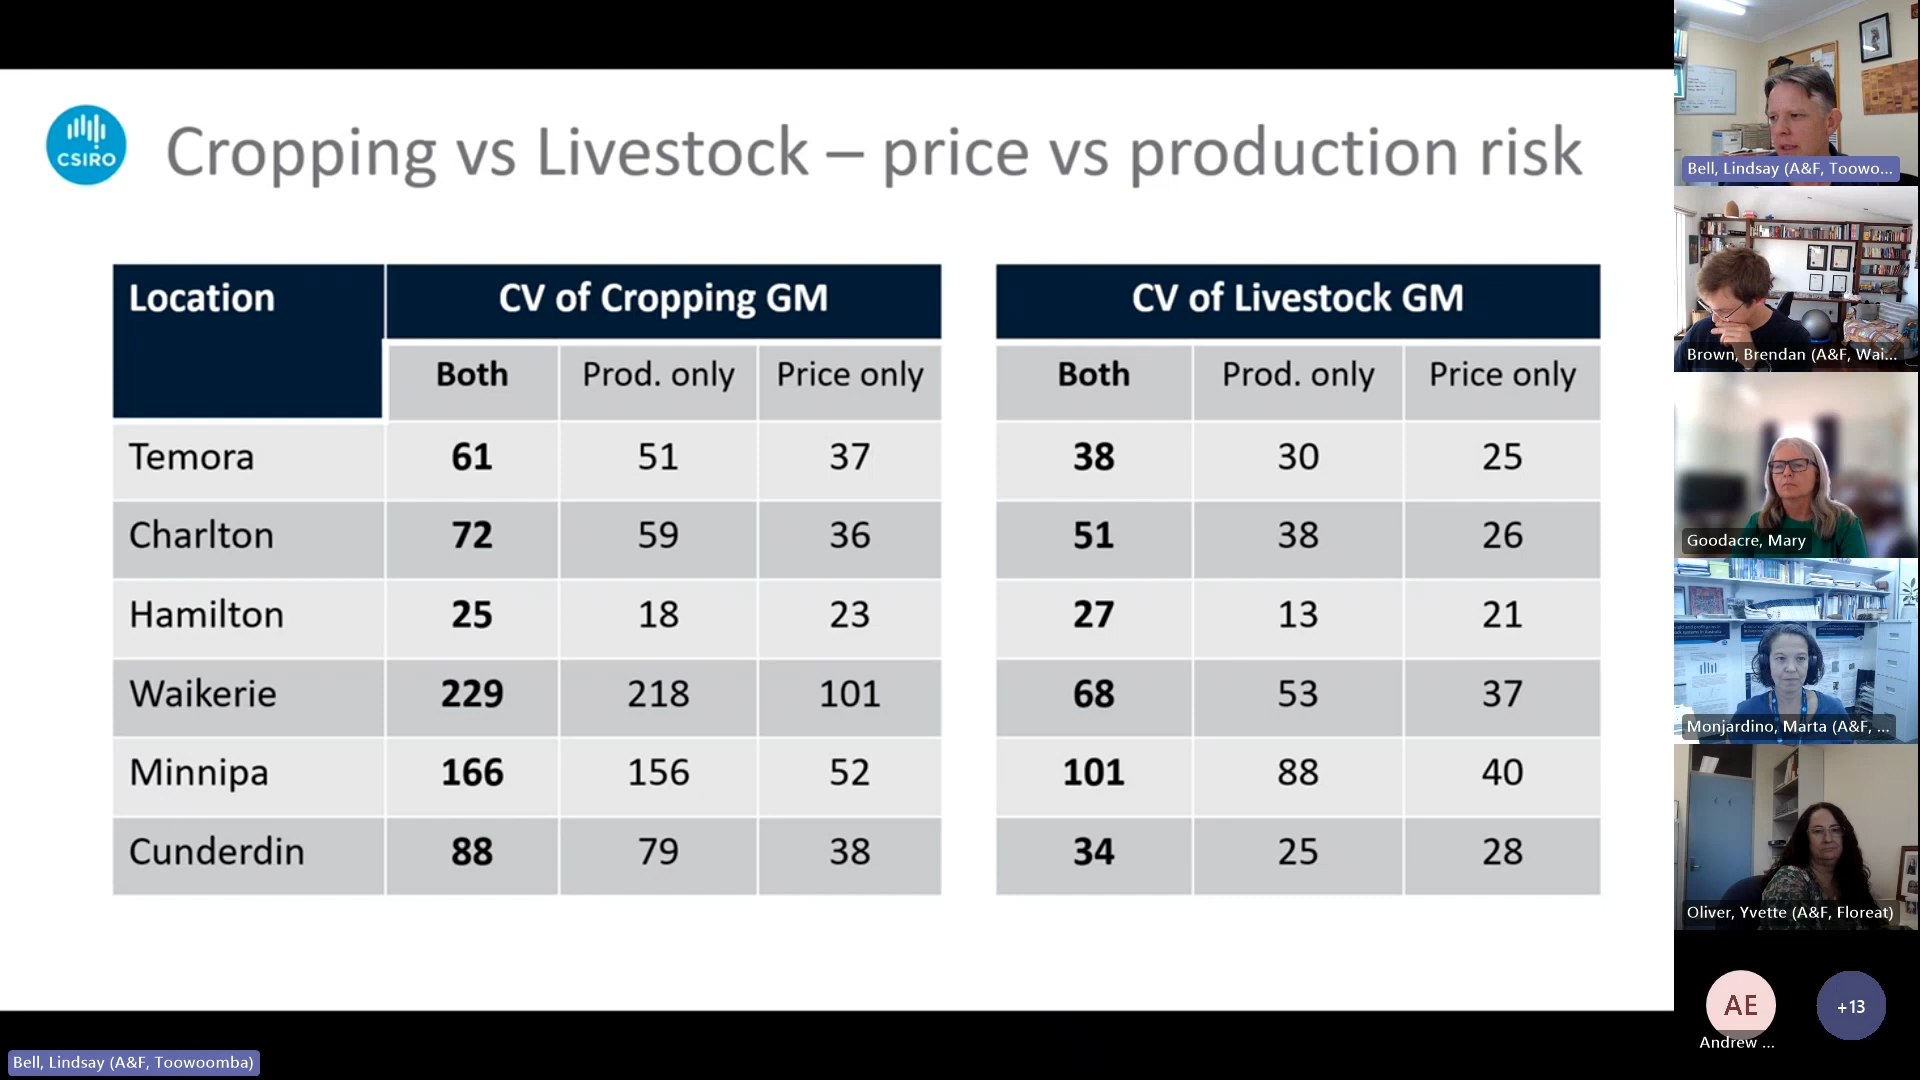 CSIRO
Cropping vs Livestock – price vs production risk
Location CV of Cropping GM CV of Livestock GM
Both Prod. only Price only Both Prod. only Price only
Temora 61 51 37 38 30 25
Charlton 72 59 36 51 38 26
Hamilton 25 18 23 27 13 21
Waikerie 229 218 101 68 53 37
Minnipa 166 156 52 101 88 40
Cunderdin 88 79 38 34 25 28
Bell, Lindsay (A&F, Toowo...
Brown, Brendan (A&F, Wai...
Goodacre, Mary
Monjardino, Marta (A&F, ...
Oliver, Yvette (A&F, Floreat)
AE
+13
Andrew ...
Bell, Lindsay (A&F, Toowoomba)